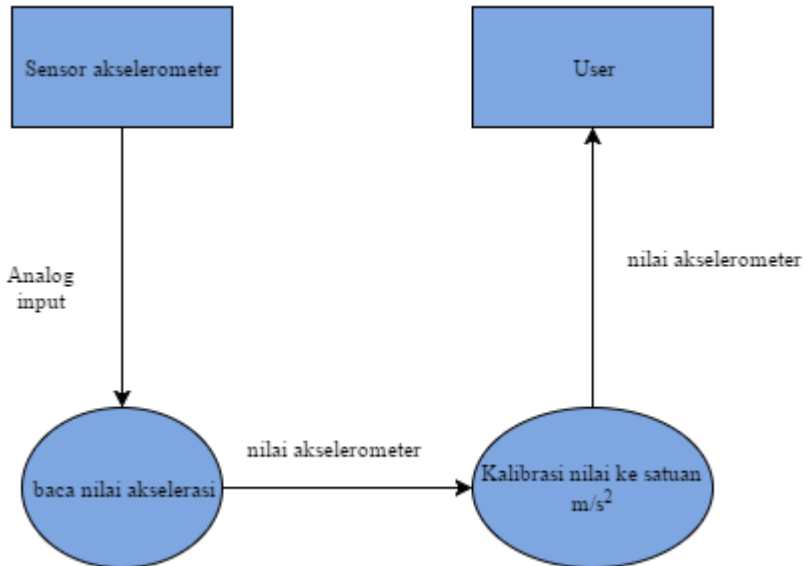 Sensor akselerometer
User
Analog
input
nilai akselerometer
baca nilai akselerasi
nilai akselerometer
Kalibrasi nilai ke satuan
m/s²